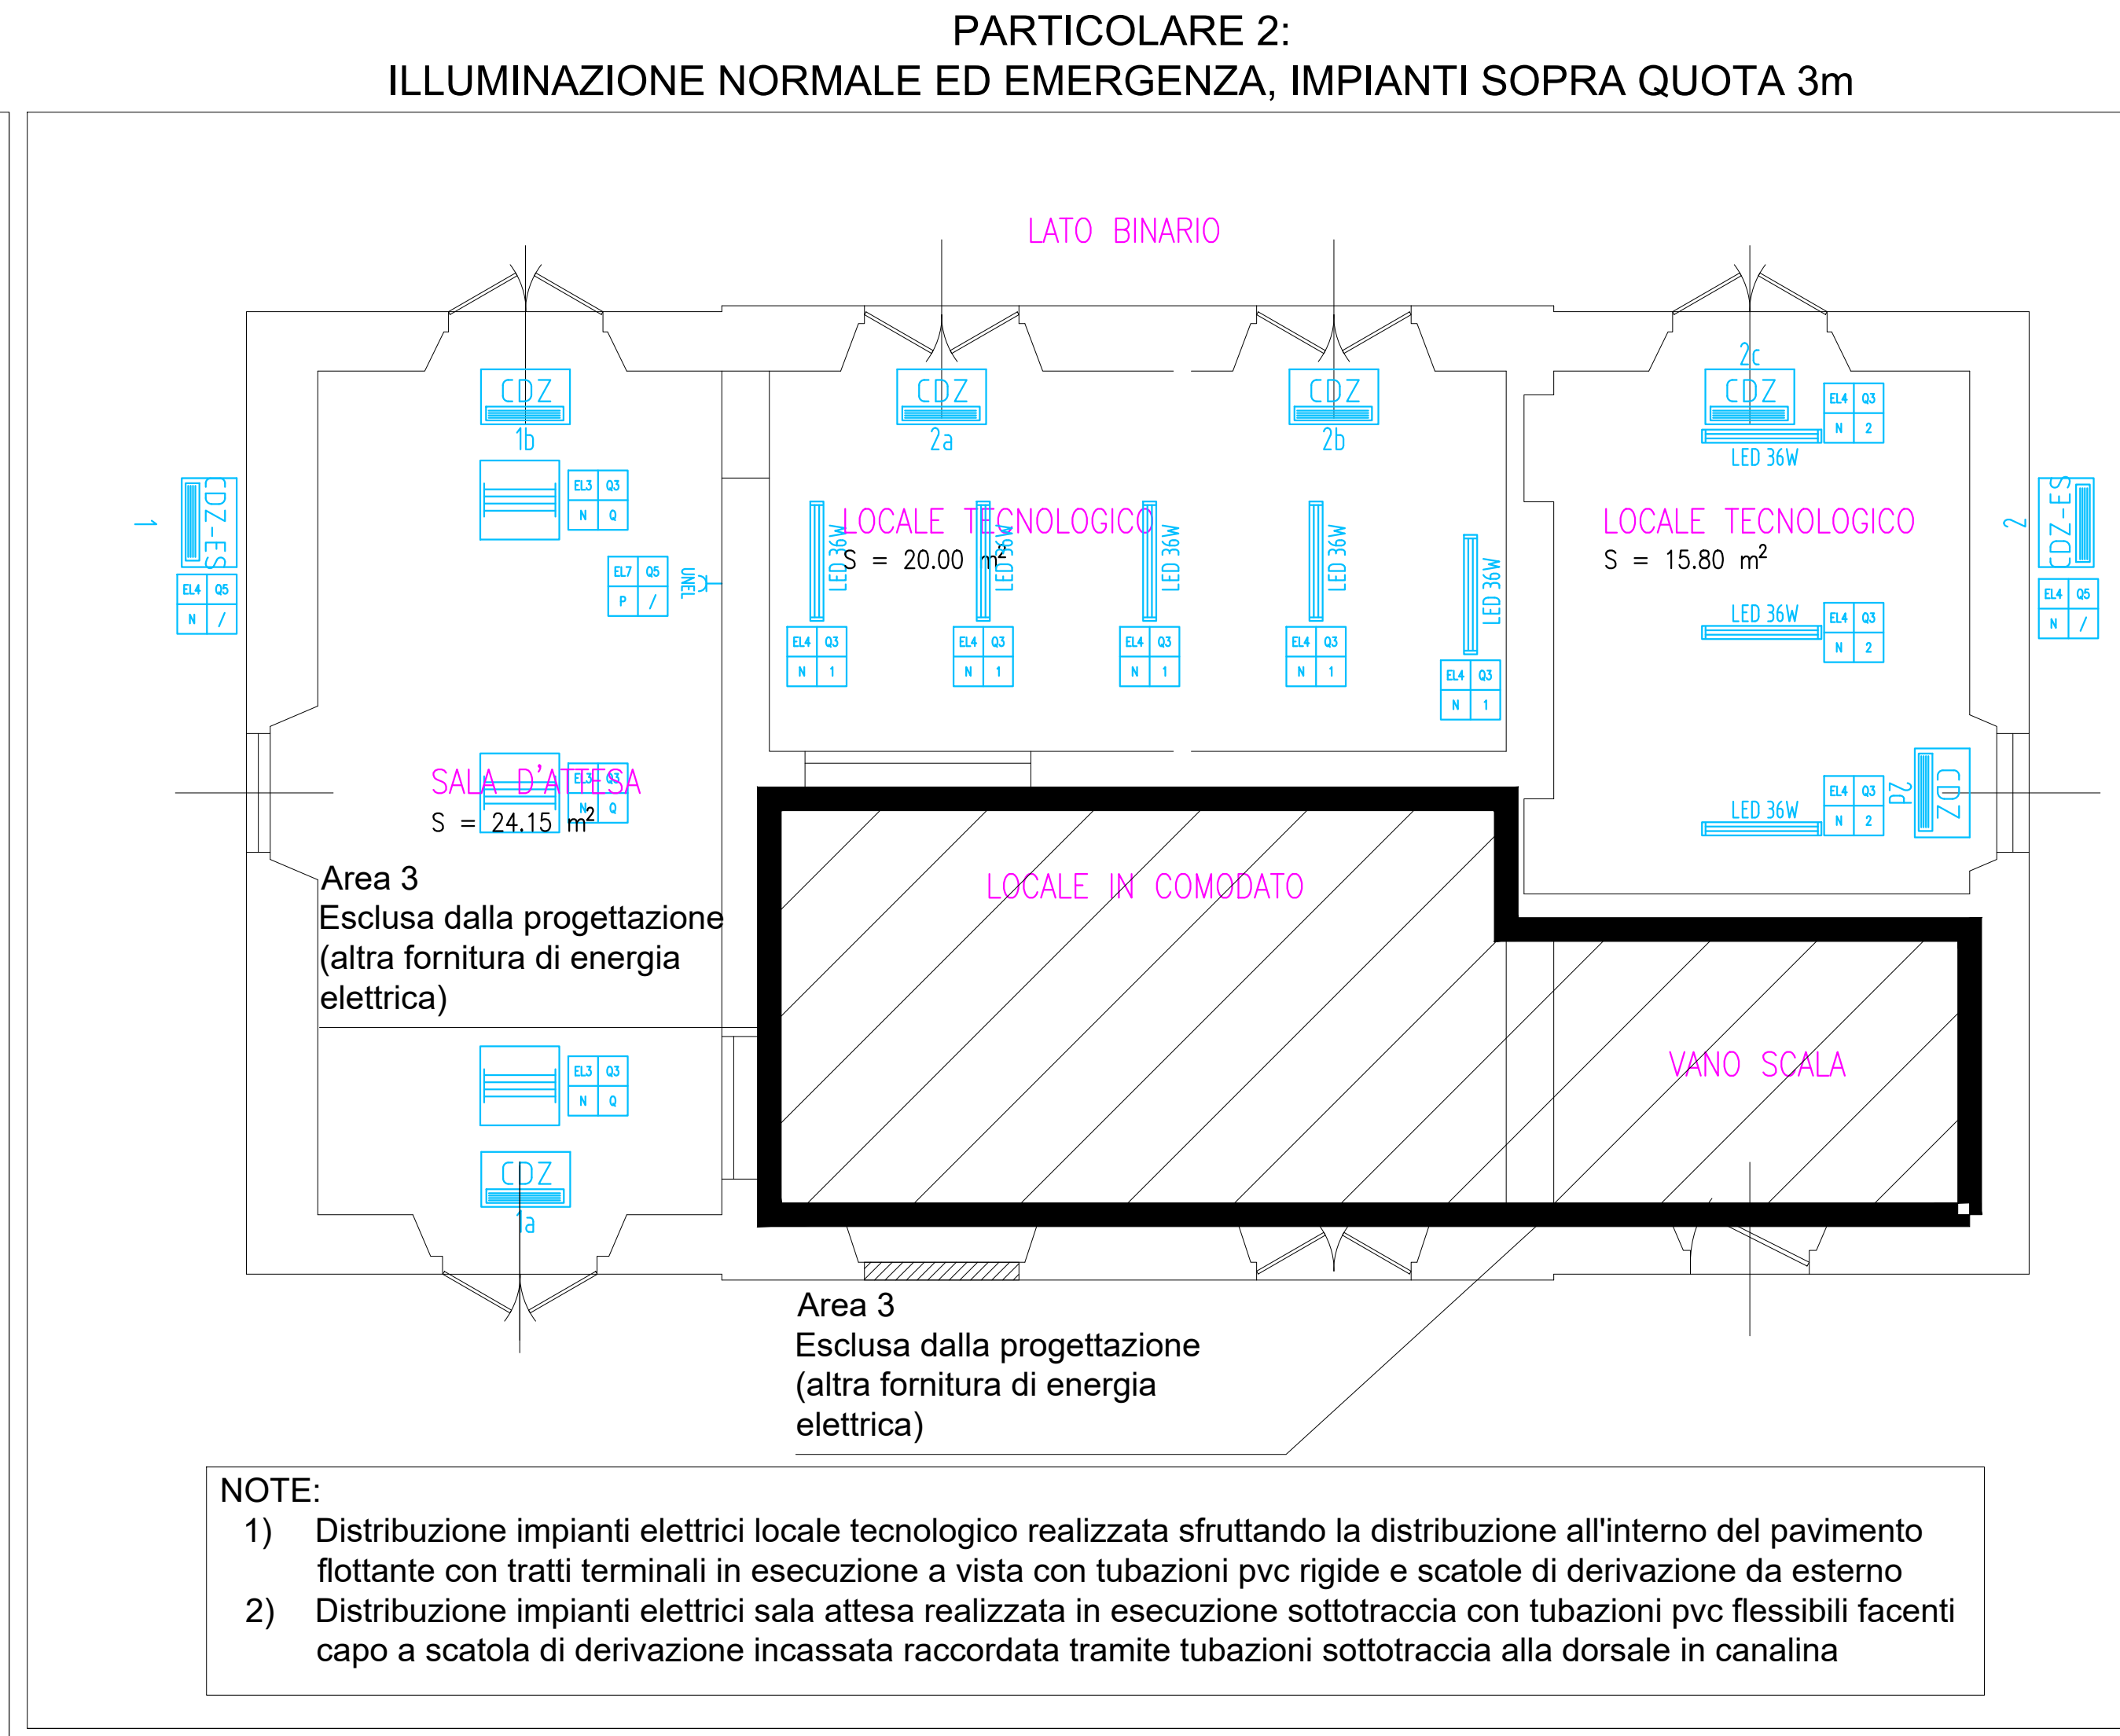 PARTICOLARE 2:
ILLUMINAZIONE NORMALE ED EMERGENZA, IMPIANTI SOPRA QUOTA 3m
LATO BINARIO
CDZ
1b
CDZ
2a
CDZ
2b
2c
CDZ
EL4 Q3
N 2
LED 36W
1
CDZ-ES
EL4 Q5
N /
EL3 Q3
N Q
EL7 Q5
P /
UNEL
LOCALE TECNOLOGICO
S = 20.00 m²
LED 36W
EL4 Q3
N 1
LED 36W
EL4 Q3
N 1
LED 36W
EL4 Q3
N 1
LED 36W
EL4 Q3
N 1
LED 36W
EL4 Q3
N 1
LOCALE TECNOLOGICO
S = 15.80 m²
LED 36W
EL4 Q3
N 2
2
CDZ-ES
EL4 Q5
N /
SALA D'ATTESA
S = 24.15 m²
EL3 Q3
N Q
LED 36W
EL4 Q3
N 2
2d
CDZ
Area 3
Esclusa dalla progettazione
(altra fornitura di energia
elettrica)
LOCALE IN COMODATO
VANO SCALA
EL3 Q3
N Q
CDZ
1a
Area 3
Esclusa dalla progettazione
(altra fornitura di energia
elettrica)
NOTE:
1) Distribuzione impianti elettrici locale tecnologico realizzata sfruttando la distribuzione all'interno del pavimento
flottante con tratti terminali in esecuzione a vista con tubazioni pvc rigide e scatole di derivazione da esterno
2) Distribuzione impianti elettrici sala attesa realizzata in esecuzione sottotraccia con tubazioni pvc flessibili facenti
capo a scatola di derivazione incassata raccordata tramite tubazioni sottotraccia alla dorsale in canalina